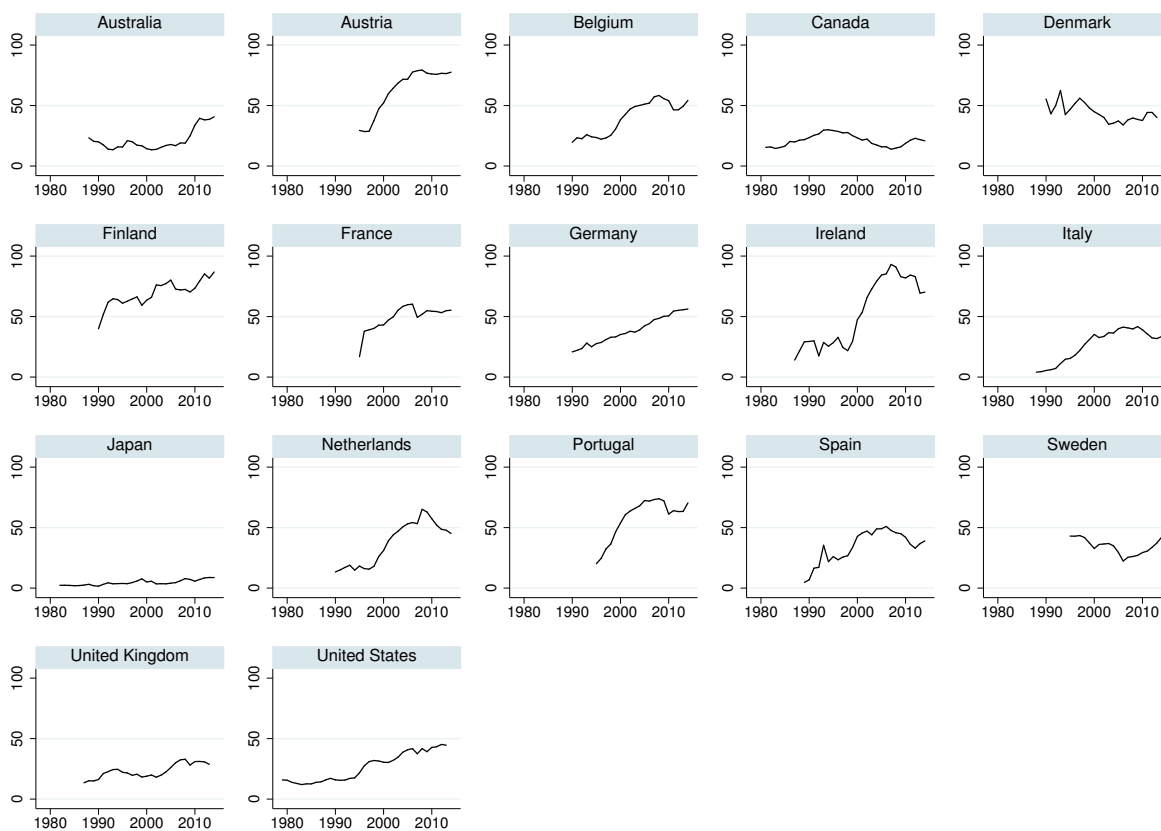 Australia Austria Belgium Canada Denmark
100 100 100 100 100
50 50 50 50 50
0 0 0 0 0
1980 1990 2000 2010 1980 1990 2000 2010 1980 1990 2000 2010 1980 1990 2000 2010 1980 1990 2000 2010
Finland France Germany Ireland Italy
100 100 100 100 100
50 50 50 50 50
0 0 0 0 0
1980 1990 2000 2010 1980 1990 2000 2010 1980 1990 2000 2010 1980 1990 2000 2010 1980 1990 2000 2010
Japan Netherlands Portugal Spain Sweden
100 100 100 100 100
50 50 50 50 50
0 0 0 0 0
1980 1990 2000 2010 1980 1990 2000 2010 1980 1990 2000 2010 1980 1990 2000 2010 1980 1990 2000 2010
United Kingdom United States
100 100
50 50
0 0
1980 1990 2000 2010 1980 1990 2000 2010